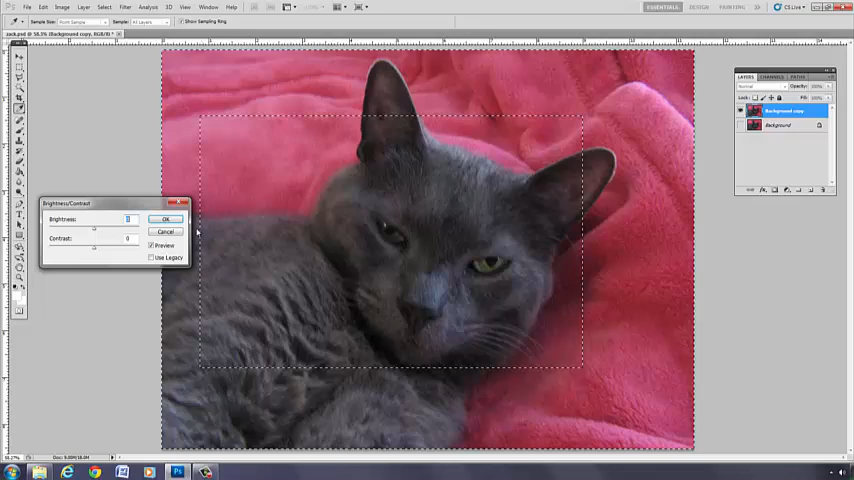 File Edit Image Layer Select Filter Analysis 3D View Window Help
ESSENTIALS DESIGN PAINTING
CS Live
Sample Size: Point Sample
Sample: All Layers
Show Sampling Ring
zack.psd @ 58.3% (Background copy, RGB/8) *
LAYERS CHANNELS PATHS
Normal Opacity: 100%
Lock: Fill: 100%
Background copy
Background
Brightness/Contrast
Brightness: 0
OK
Cancel
Contrast: 0
Preview
Use Legacy
Doc: 9.00M/18.0M
Ps